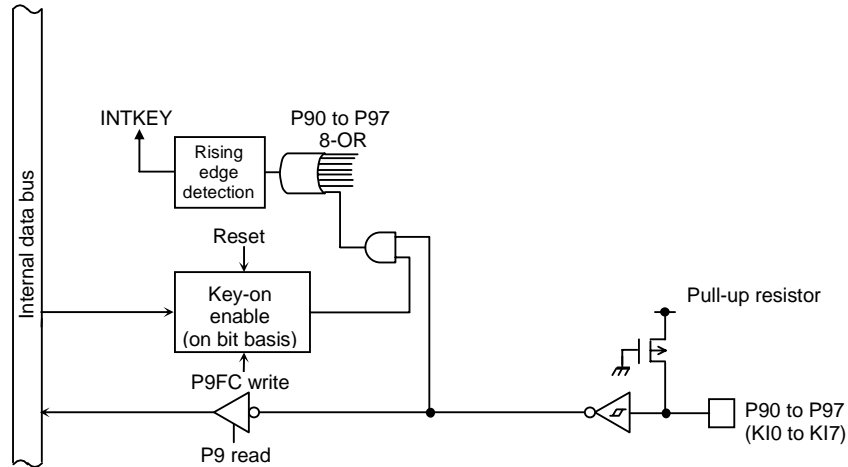 Internal data bus
INTKEY
P90 to P97
8-OR
Rising
edge
detection
Reset
Key-on
enable
(on bit basis)
P9FC write
P9 read
Pull-up resistor
P90 to P97
(KI0 to KI7)